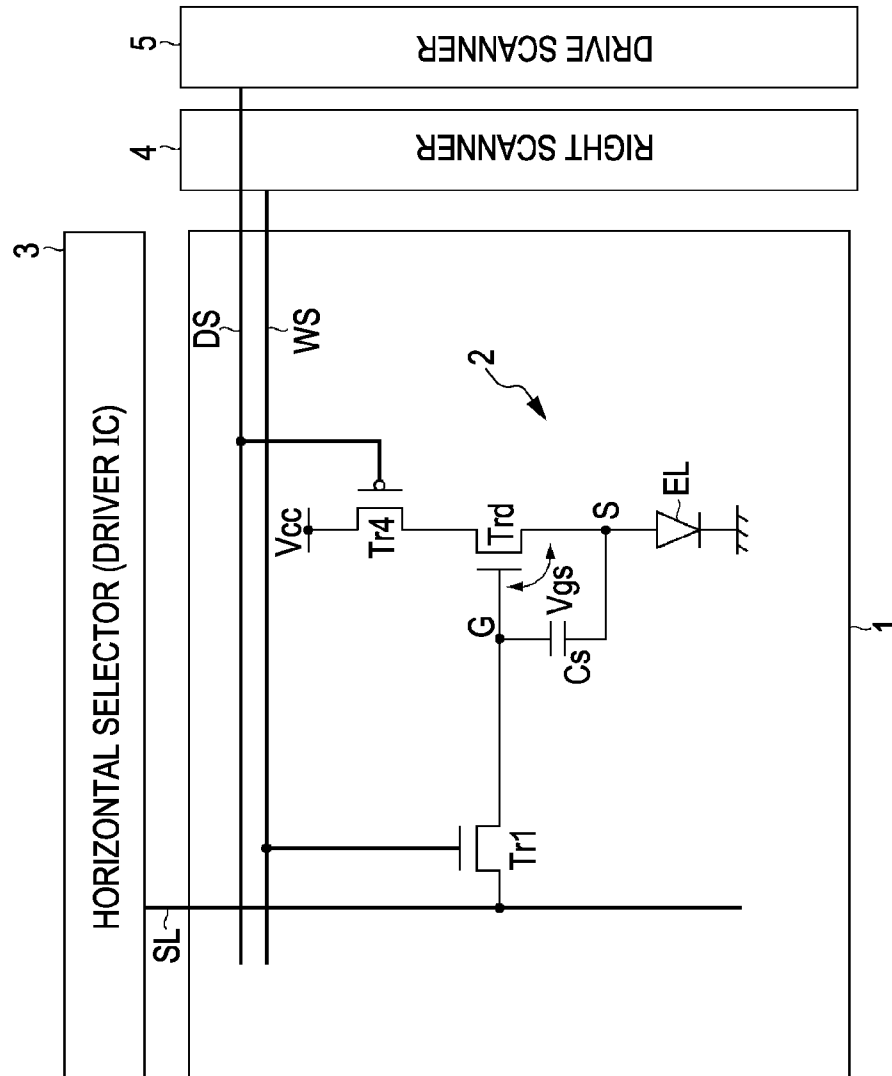 HORIZONTAL SELECTOR (DRIVER IC)
3
4
5
RIGHT SCANNER
DRIVE SCANNER
SL
DS
WS
Vcc
Tr4
2
Trd
G
Vgs
Cs
S
EL
Tr1
1